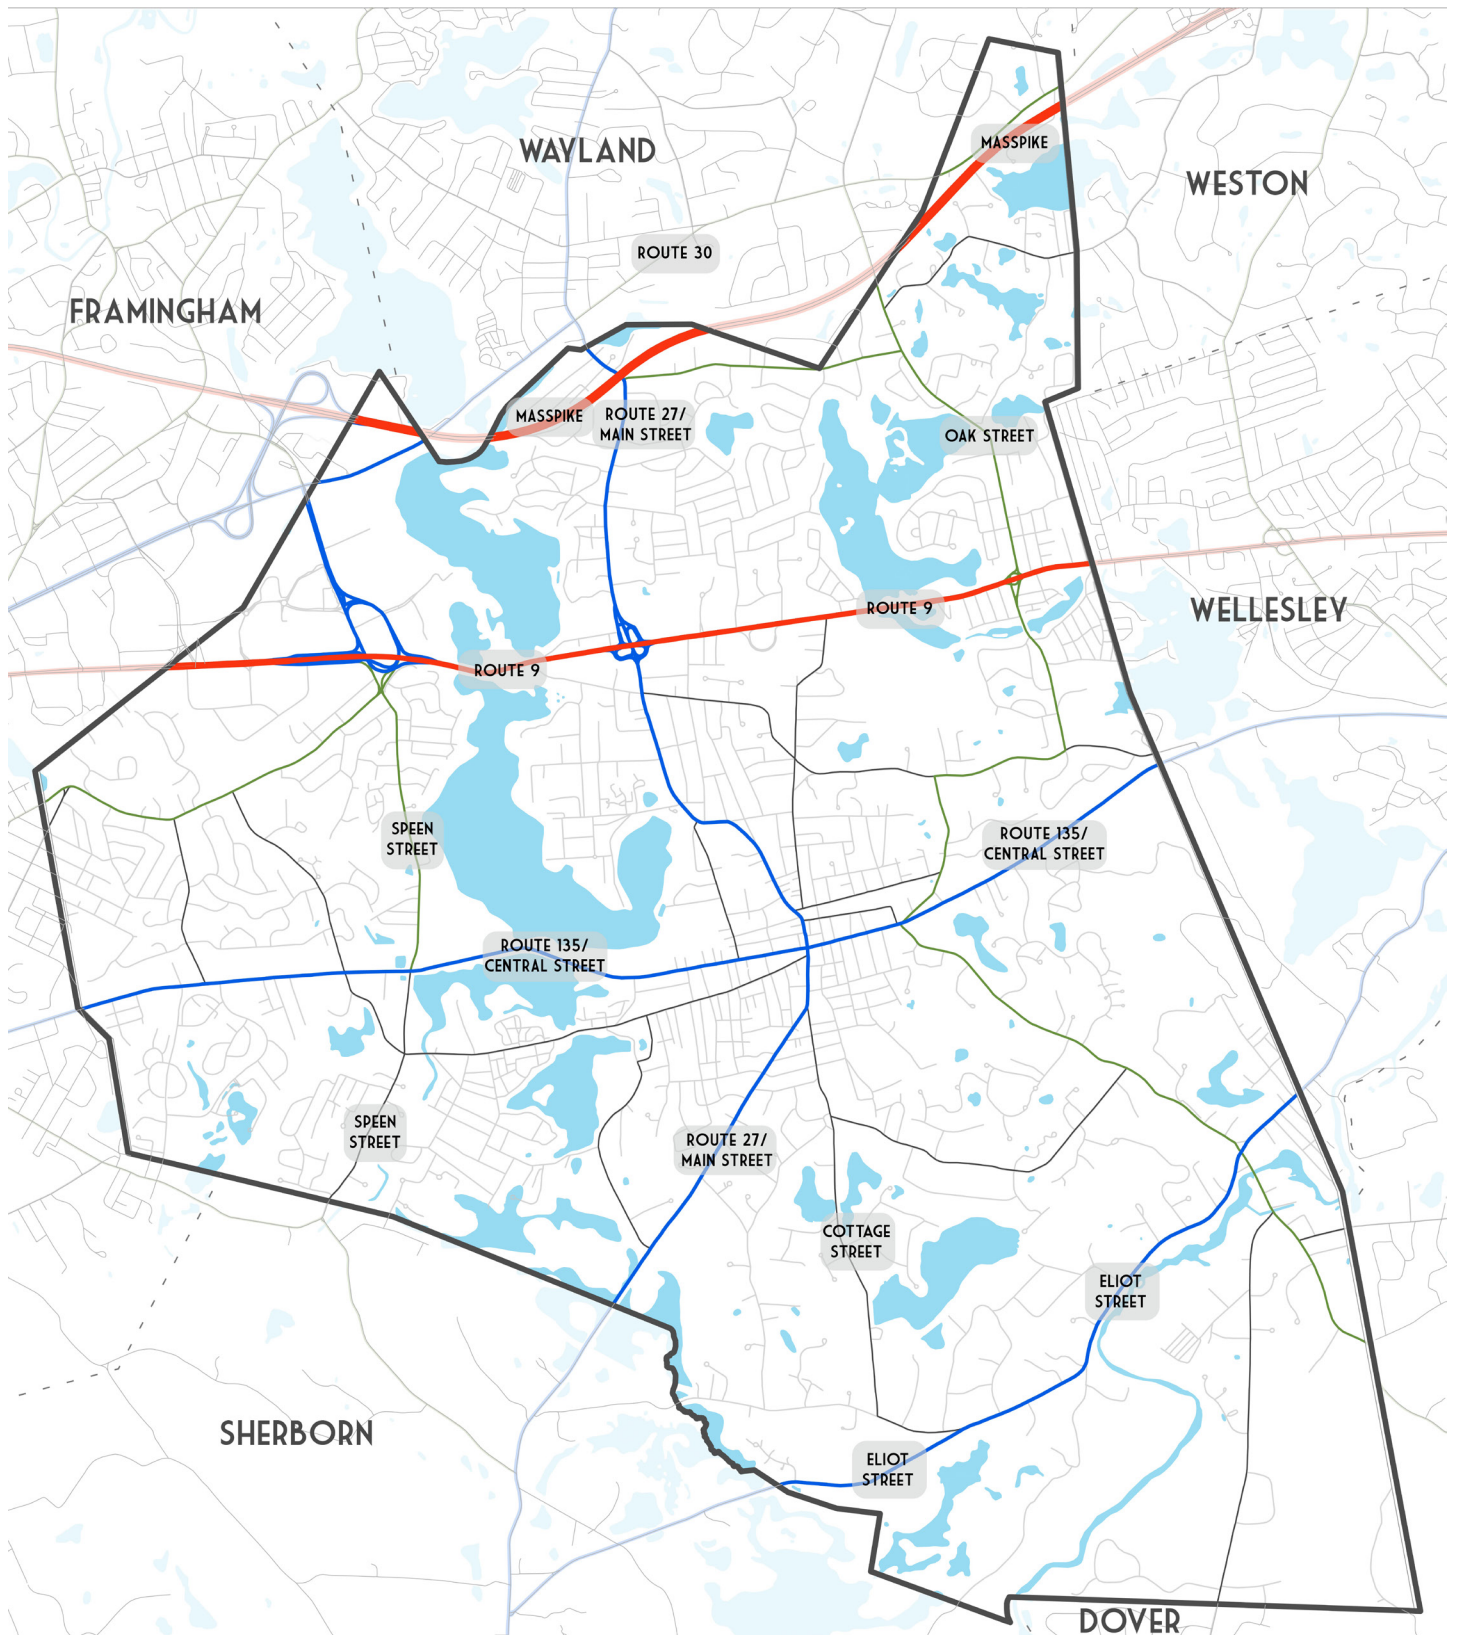 MASSPIKE
WAYLAND
WESTON
ROUTE 30
FRAMINGHAM
MASSPIKE
ROUTE 27/
MAIN STREET
OAK STREET
ROUTE 9
WELLESLEY
ROUTE 9
SPEEN
STREET
ROUTE 135/
CENTRAL STREET
ROUTE 135/
CENTRAL STREET
SPEEN
STREET
ROUTE 27/
MAIN STREET
COTTAGE
STREET
ELIOT
STREET
SHERBORN
ELIOT
STREET
DOVER